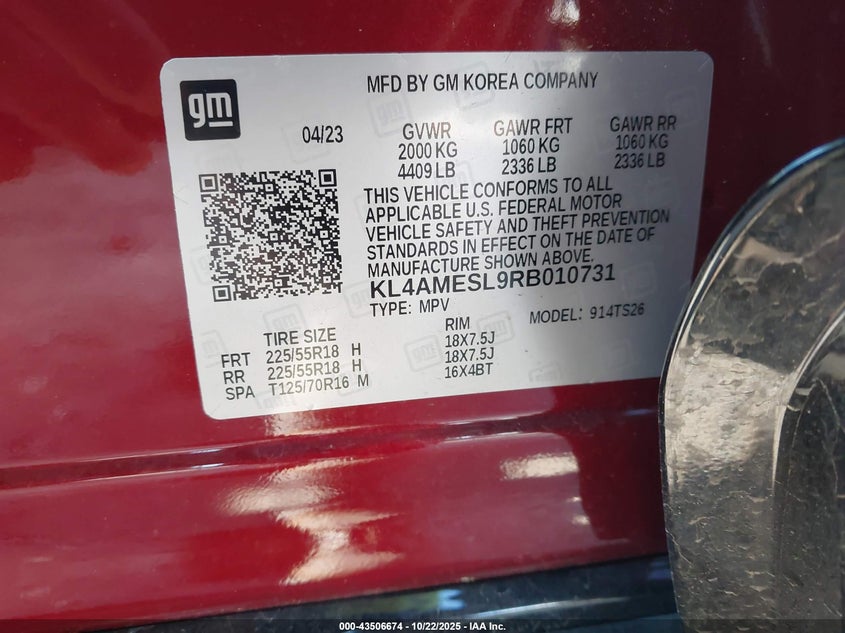 gm
MFD BY GM KOREA COMPANY
04/23
GVWR GAWR FRT GAWR RR
2000 KG 1060 KG 1060 KG
4409 LB 2336 LB 2336 LB
THIS VEHICLE CONFORMS TO ALL
APPLICABLE U.S. FEDERAL MOTOR
VEHICLE SAFETY AND THEFT PREVENTION
STANDARDS IN EFFECT ON THE DATE OF
MANUFACTURE SHOWN ABOVE.
KL4AMESL9RB010731
TYPE: MPV MODEL: 914TS26
TIRE SIZE RIM
FRT 225/55R18 H 18X7.5J
RR 225/55R18 H 18X7.5J
SPA T125/70R16 M 16X4BT
© 43506674 - 10/22/2025 - IAA Inc.